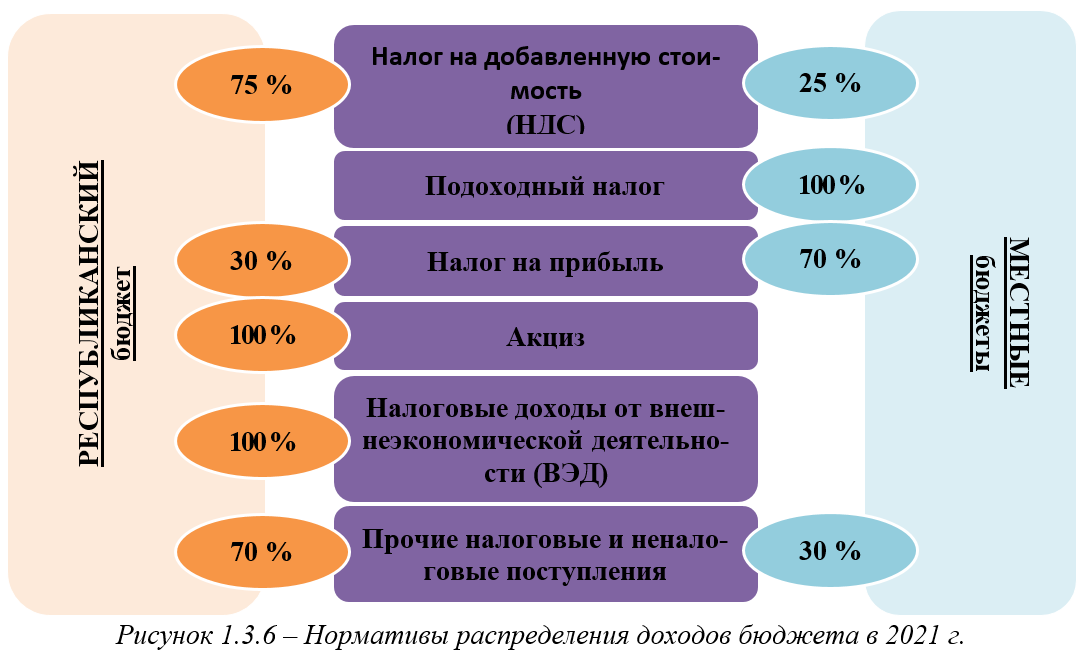 РЕСПУБЛИКАНСКИЙ
бюджет
75 %
Налог на добавленную стои-
мость
(НДС)
25 %
Подоходный налог
100%
30 %
Налог на прибыль
70 %
100%
Акциз
100%
Налоговые доходы от внеш-
неэкономической деятельно-
сти (ВЭД)
70 %
Прочие налоговые и ненало-
говые поступления
30 %
МЕСТНЫЕ
бюджеты
Рисунок 1.3.6 – Нормативы распределения доходов бюджета в 2021 г.